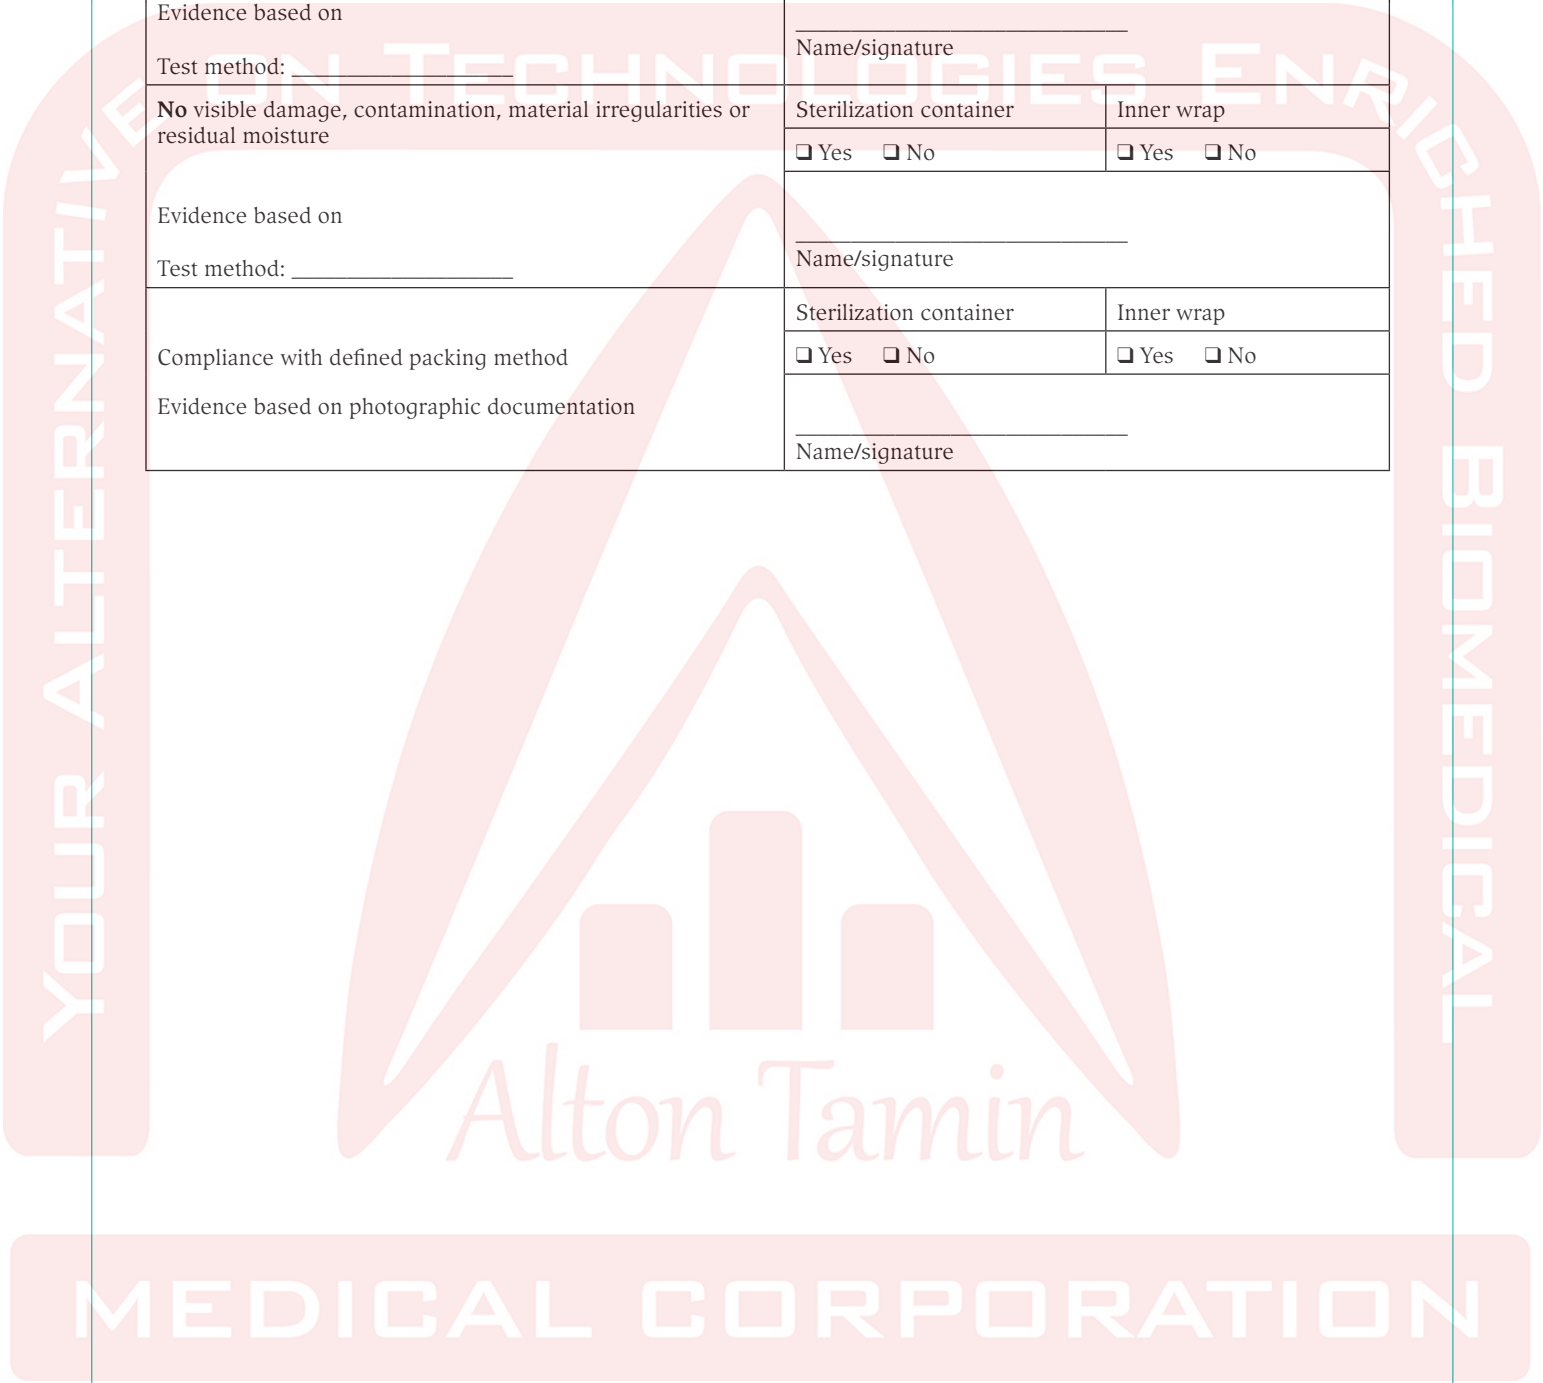 Evidence based on
Test method: ____________________
______________________________
Name/signature
No visible damage, contamination, material irregularities or
residual moisture
Sterilization container
Inner wrap
❑ Yes ❑ No
❑ Yes ❑ No
Evidence based on
Test method: ____________________
______________________________
Name/signature
Sterilization container
Inner wrap
Compliance with defined packing method
❑ Yes ❑ No
❑ Yes ❑ No
Evidence based on photographic documentation
______________________________
Name/signature
YOUR ALTERNATIVE ON TECHNOLOGIES ENRICHED BIOMEDICAL
Alton Tamin
MEDICAL CORPORATION